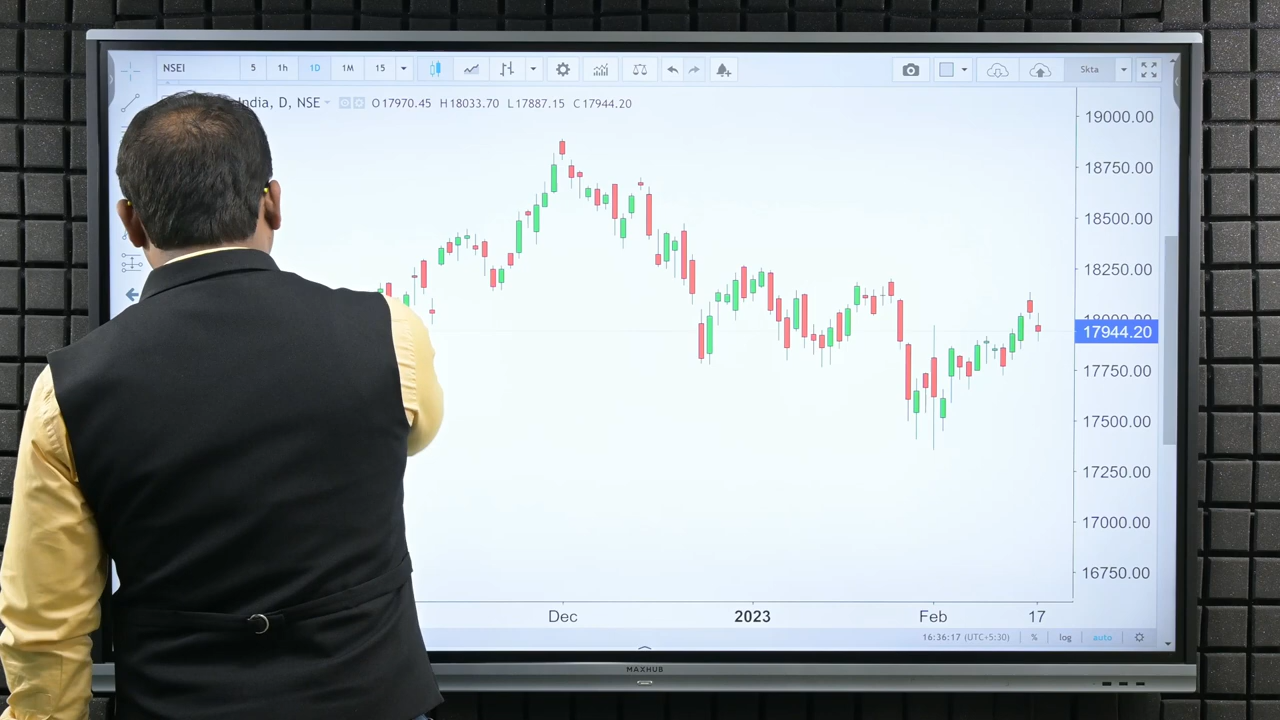 NSEI 5 1h 1D 1M 15 Skta
India, D, NSE O17970.45 H18033.70 L17887.15 C17944.20
19000.00
18750.00
18500.00
18250.00
18000.00
17944.20
17750.00
17500.00
17250.00
17000.00
16750.00
Dec 2023 Feb 17
16:36:17 (UTC+5:30) % log auto
MAXHUB